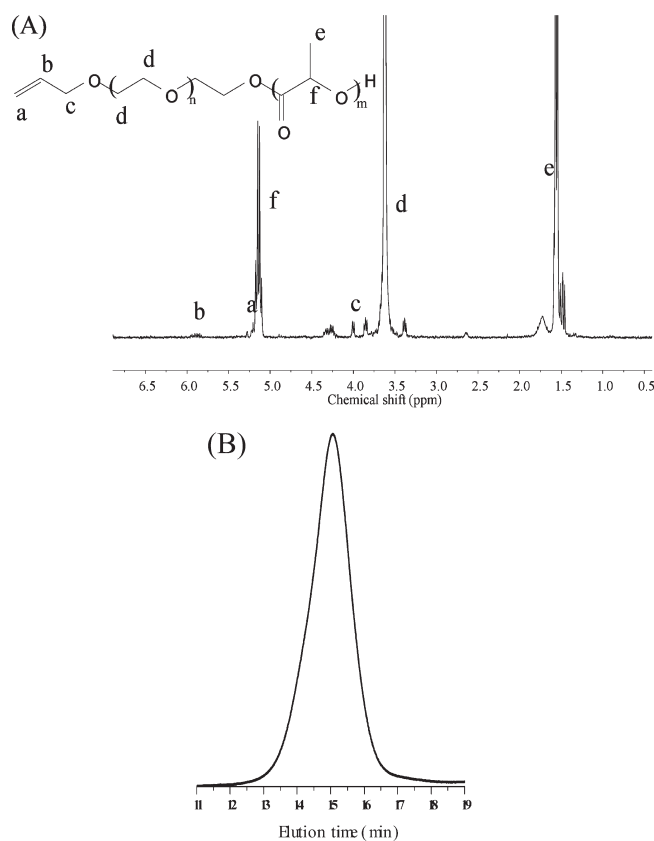 (A)
e
b
d
O
O
H
a
c
O
n
f
O
m
d
O
f
e
d
b
a
c
6.5 6.0 5.5 5.0 4.5 4.0 3.5 3.0 2.5 2.0 1.5 1.0 0.5
Chemical shift (ppm)
(B)
11 12 13 14 15 16 17 18 19
Elution time (min)